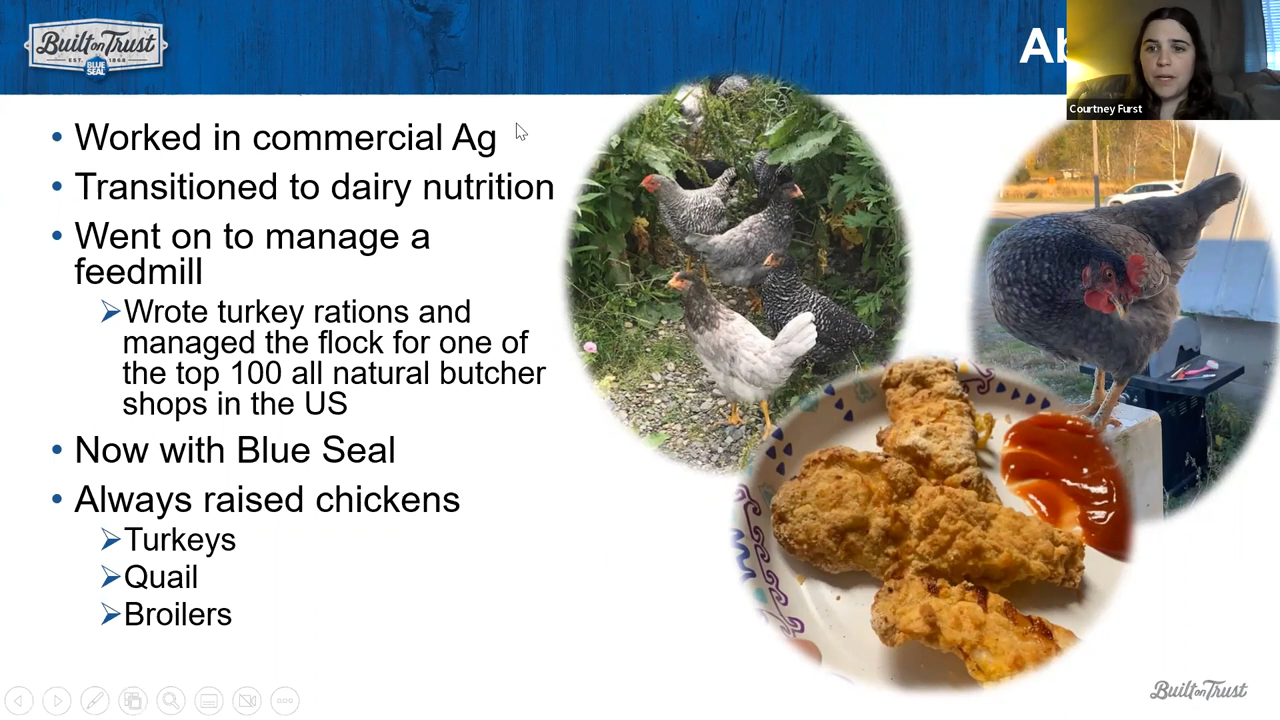 Built on Trust
EST. 1868
BLUE
SEAL
Ab
Courtney Furst
• Worked in commercial Ag
• Transitioned to dairy nutrition
• Went on to manage a
feedmill
➢Wrote turkey rations and
managed the flock for one of
the top 100 all natural butcher
shops in the US
• Now with Blue Seal
• Always raised chickens
➢Turkeys
➢Quail
➢Broilers
Built on Trust